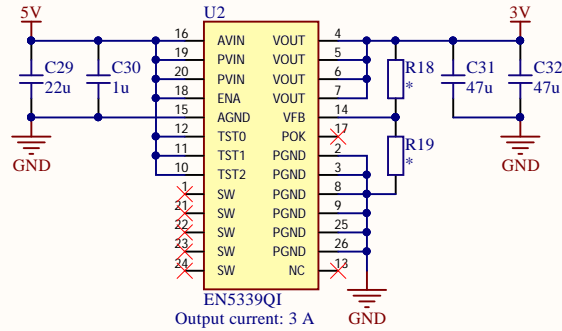 5V
U2
3V
16 AVIN VOUT 4
19 PVIN VOUT 5
20 PVIN VOUT 6
18 ENA VOUT 7
15 AGND VFB 14
12 TST0 POK 17
11 TST1 PGND 2
10 TST2 PGND 3
1 SW PGND 8
21 SW PGND 9
22 SW PGND 25
23 SW PGND 26
24 SW NC 13
C29
22u
C30
1u
R18
*
R19
*
C31
47u
C32
47u
GND
GND
GND
EN5339QI
Output current: 3 A